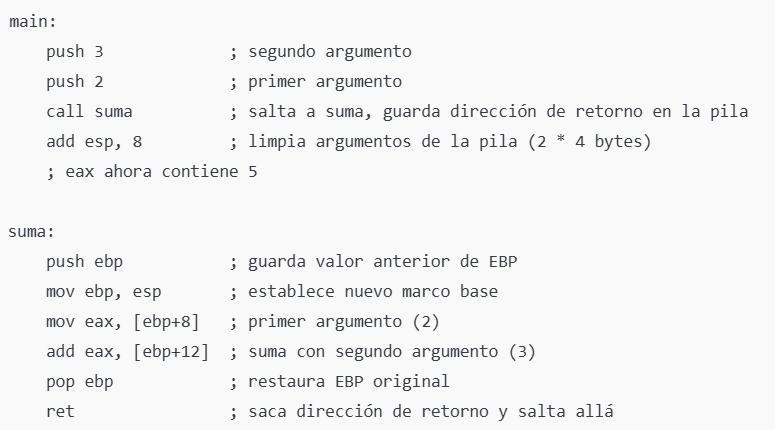 main:
    push 3             ; segundo argumento
    push 2             ; primer argumento
    call suma          ; salta a suma, guarda dirección de retorno en la pila
    add esp, 8         ; limpia argumentos de la pila (2 * 4 bytes)
    ; eax ahora contiene 5

suma:
    push ebp           ; guarda valor anterior de EBP
    mov ebp, esp       ; establece nuevo marco base
    mov eax, [ebp+8]   ; primer argumento (2)
    add eax, [ebp+12]  ; suma con segundo argumento (3)
    pop ebp            ; restaura EBP original
    ret                ; saca dirección de retorno y salta allá